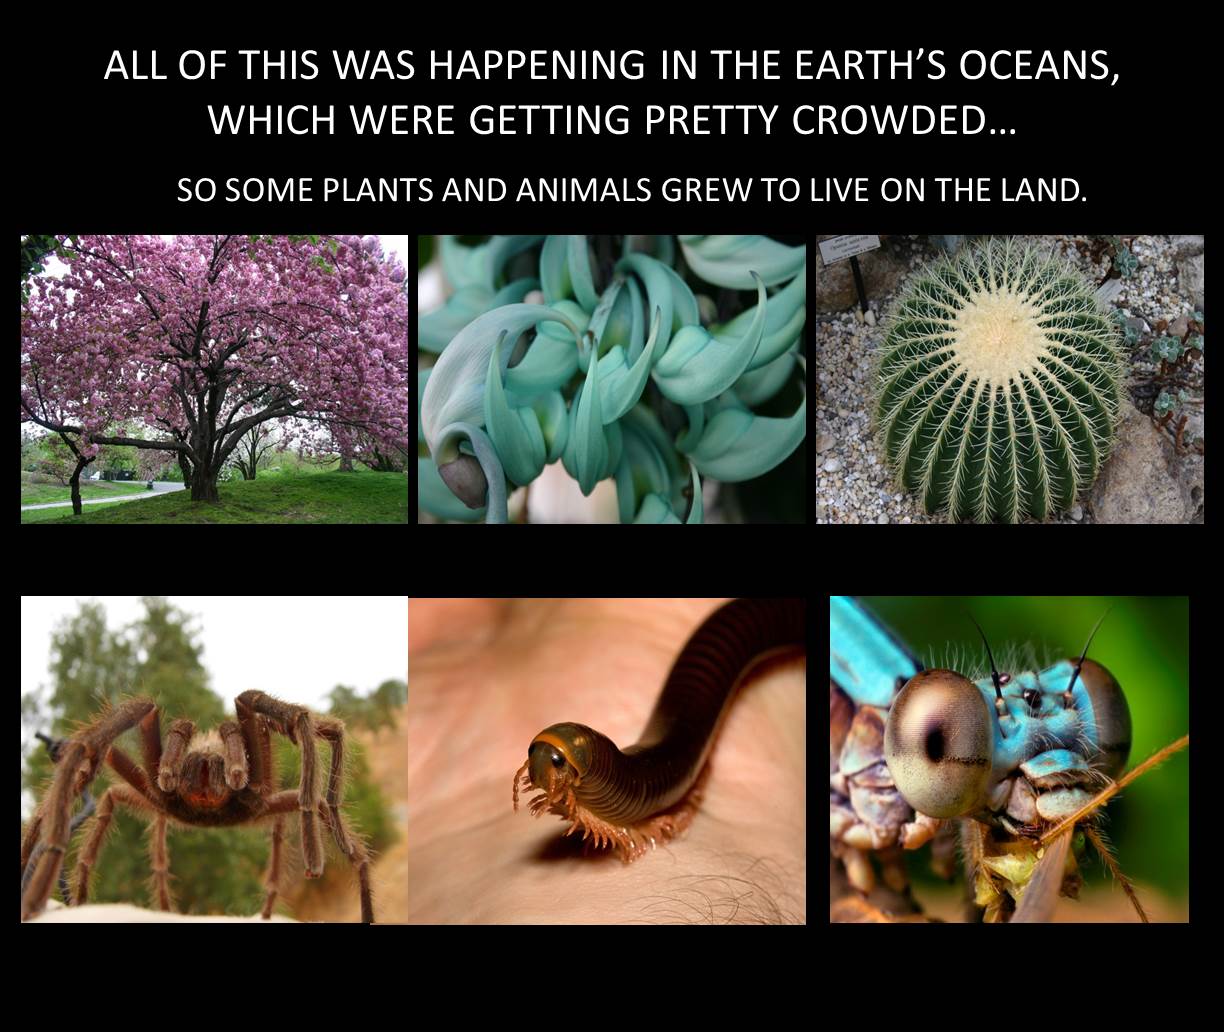 ALL OF THIS WAS HAPPENING IN THE EARTH’S OCEANS,
WHICH WERE GETTING PRETTY CROWDED…
SO SOME PLANTS AND ANIMALS GREW TO LIVE ON THE LAND.